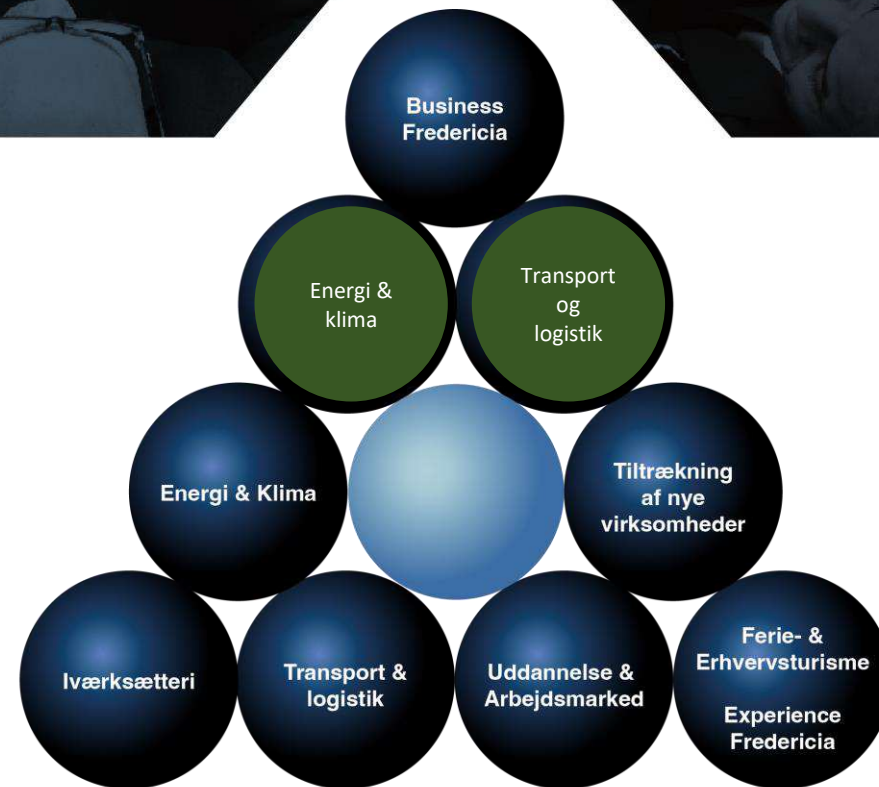 Business
Fredericia
Energi &
klima
Transport
og
logistik
Energi & Klima
Tiltrækning
af nye
virksomheder
Iværksætteri
Transport &
logistik
Uddannelse &
Arbejdsmarked
Ferie- &
Erhvervsturisme
Experience
Fredericia